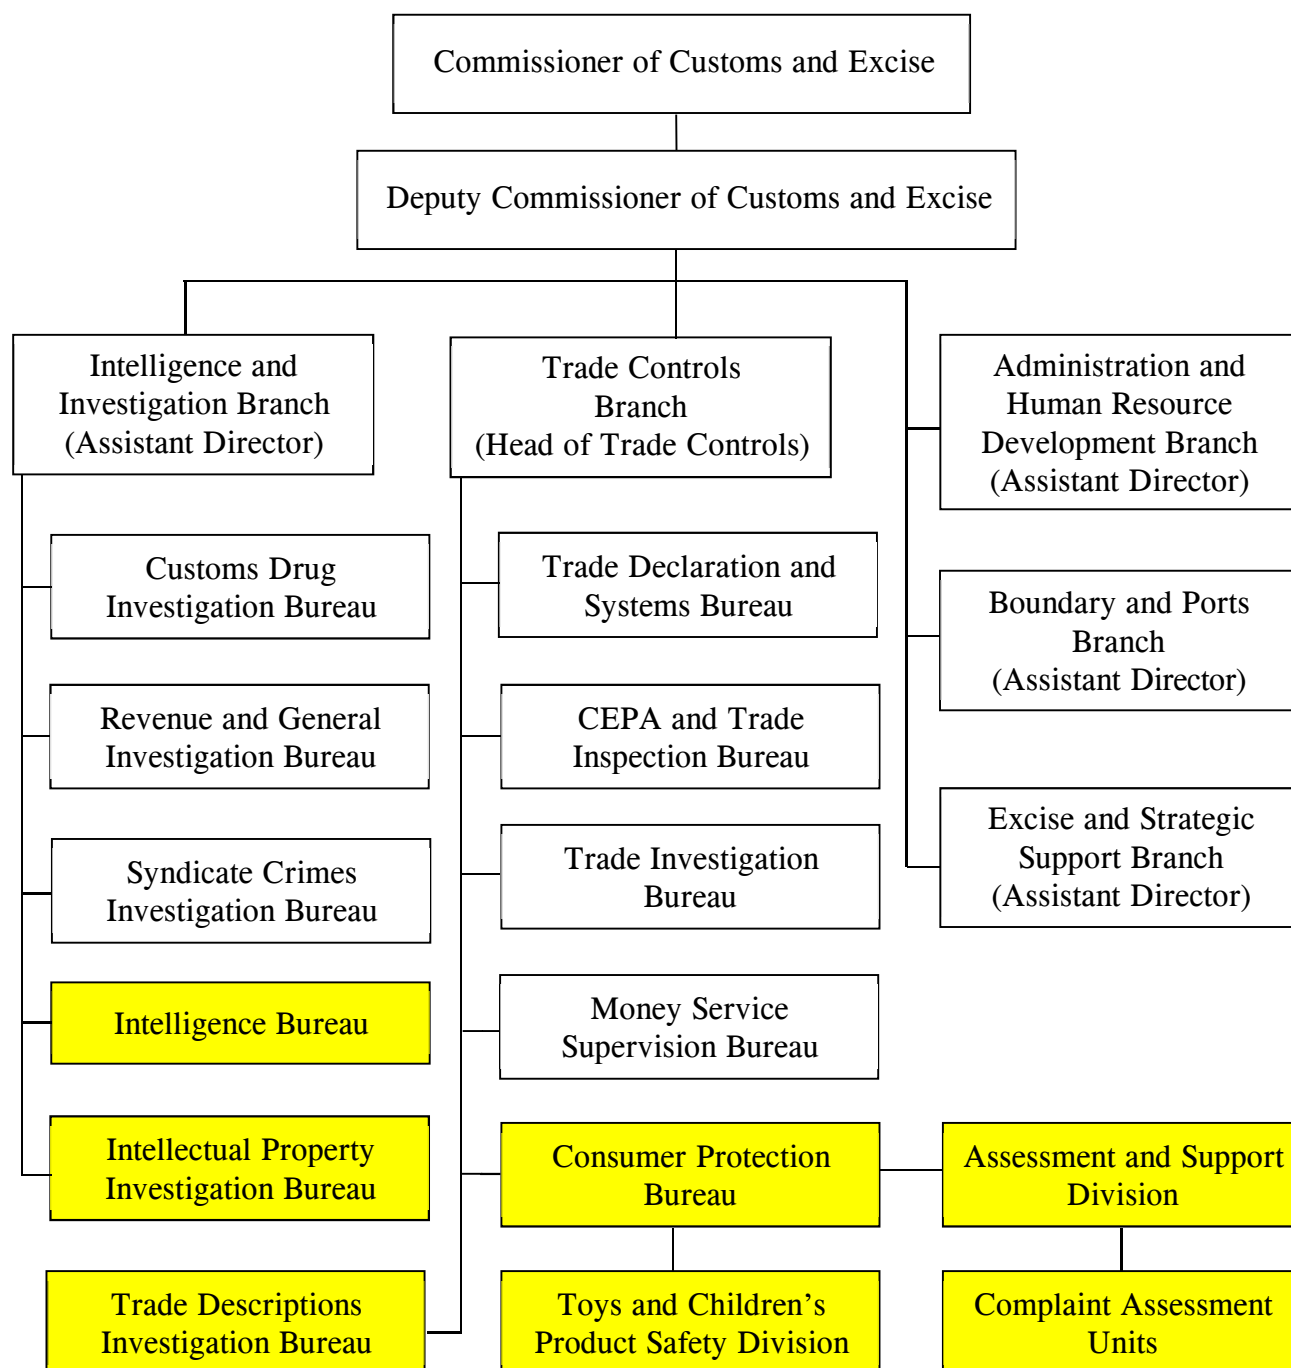 Commissioner of Customs and Excise
Deputy Commissioner of Customs and Excise
Intelligence and
Investigation Branch
(Assistant Director)
Trade Controls
Branch
(Head of Trade Controls)
Administration and
Human Resource
Development Branch
(Assistant Director)
Customs Drug
Investigation Bureau
Trade Declaration and
Systems Bureau
Boundary and Ports
Branch
(Assistant Director)
Revenue and General
Investigation Bureau
CEPA and Trade
Inspection Bureau
Excise and Strategic
Support Branch
(Assistant Director)
Syndicate Crimes
Investigation Bureau
Trade Investigation
Bureau
Intelligence Bureau
Money Service
Supervision Bureau
Intellectual Property
Investigation Bureau
Consumer Protection
Bureau
Assessment and Support
Division
Trade Descriptions
Investigation Bureau
Toys and Children's
Product Safety Division
Complaint Assessment
Units